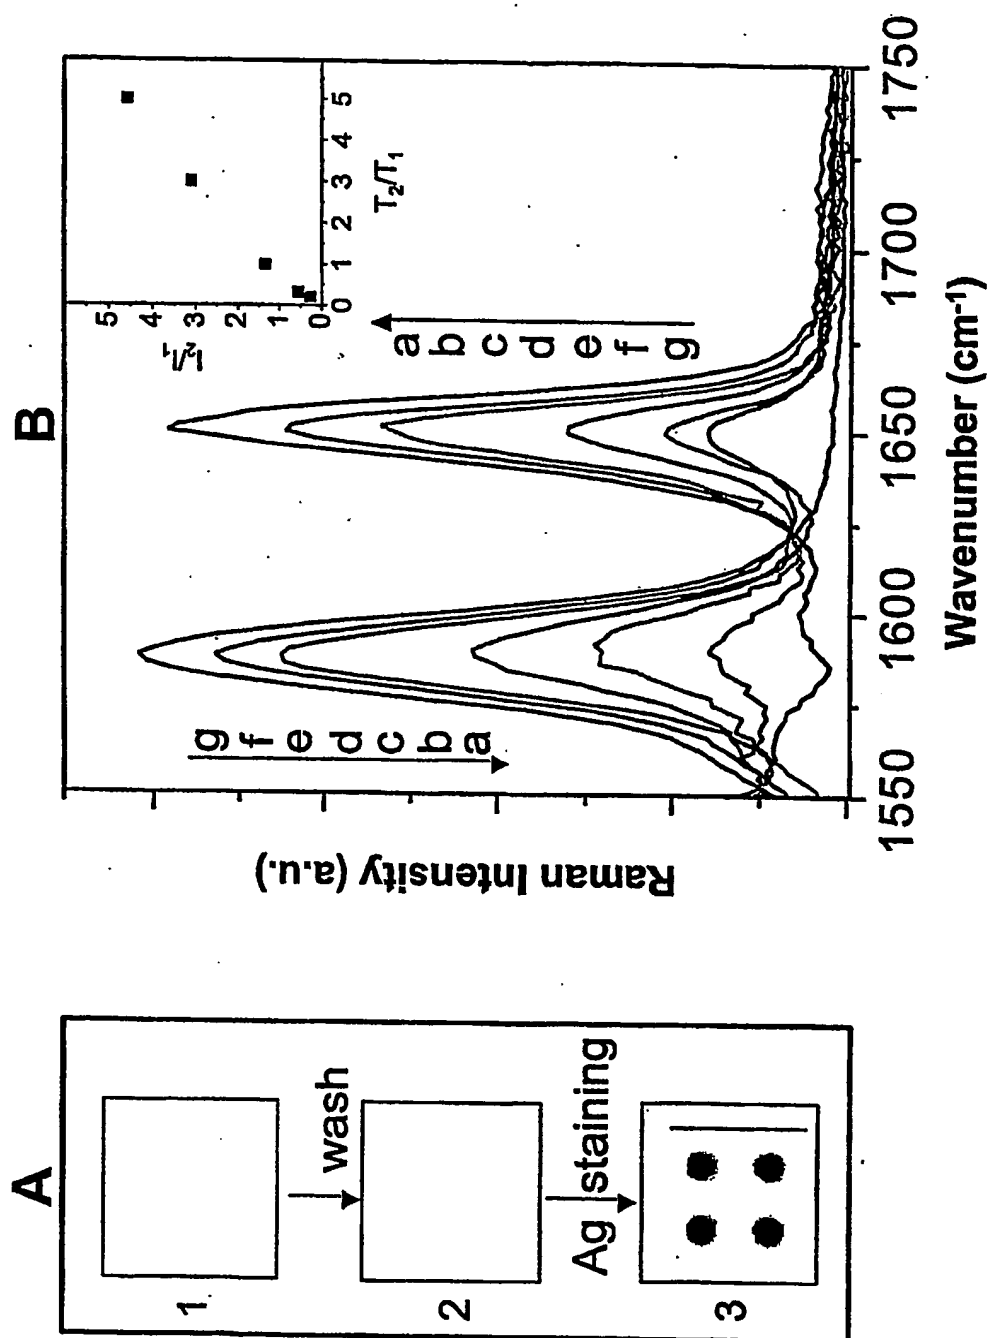 A
1
wash
2
Ag staining
3
B
Raman Intensity (a.u.)
g f e d c b a
a b c d e f g
I2/I1
5
4
3
2
1
0
0 1 2 3 4 5
T2/T1
1550 1600 1650 1700 1750
Wavenumber (cm-1)